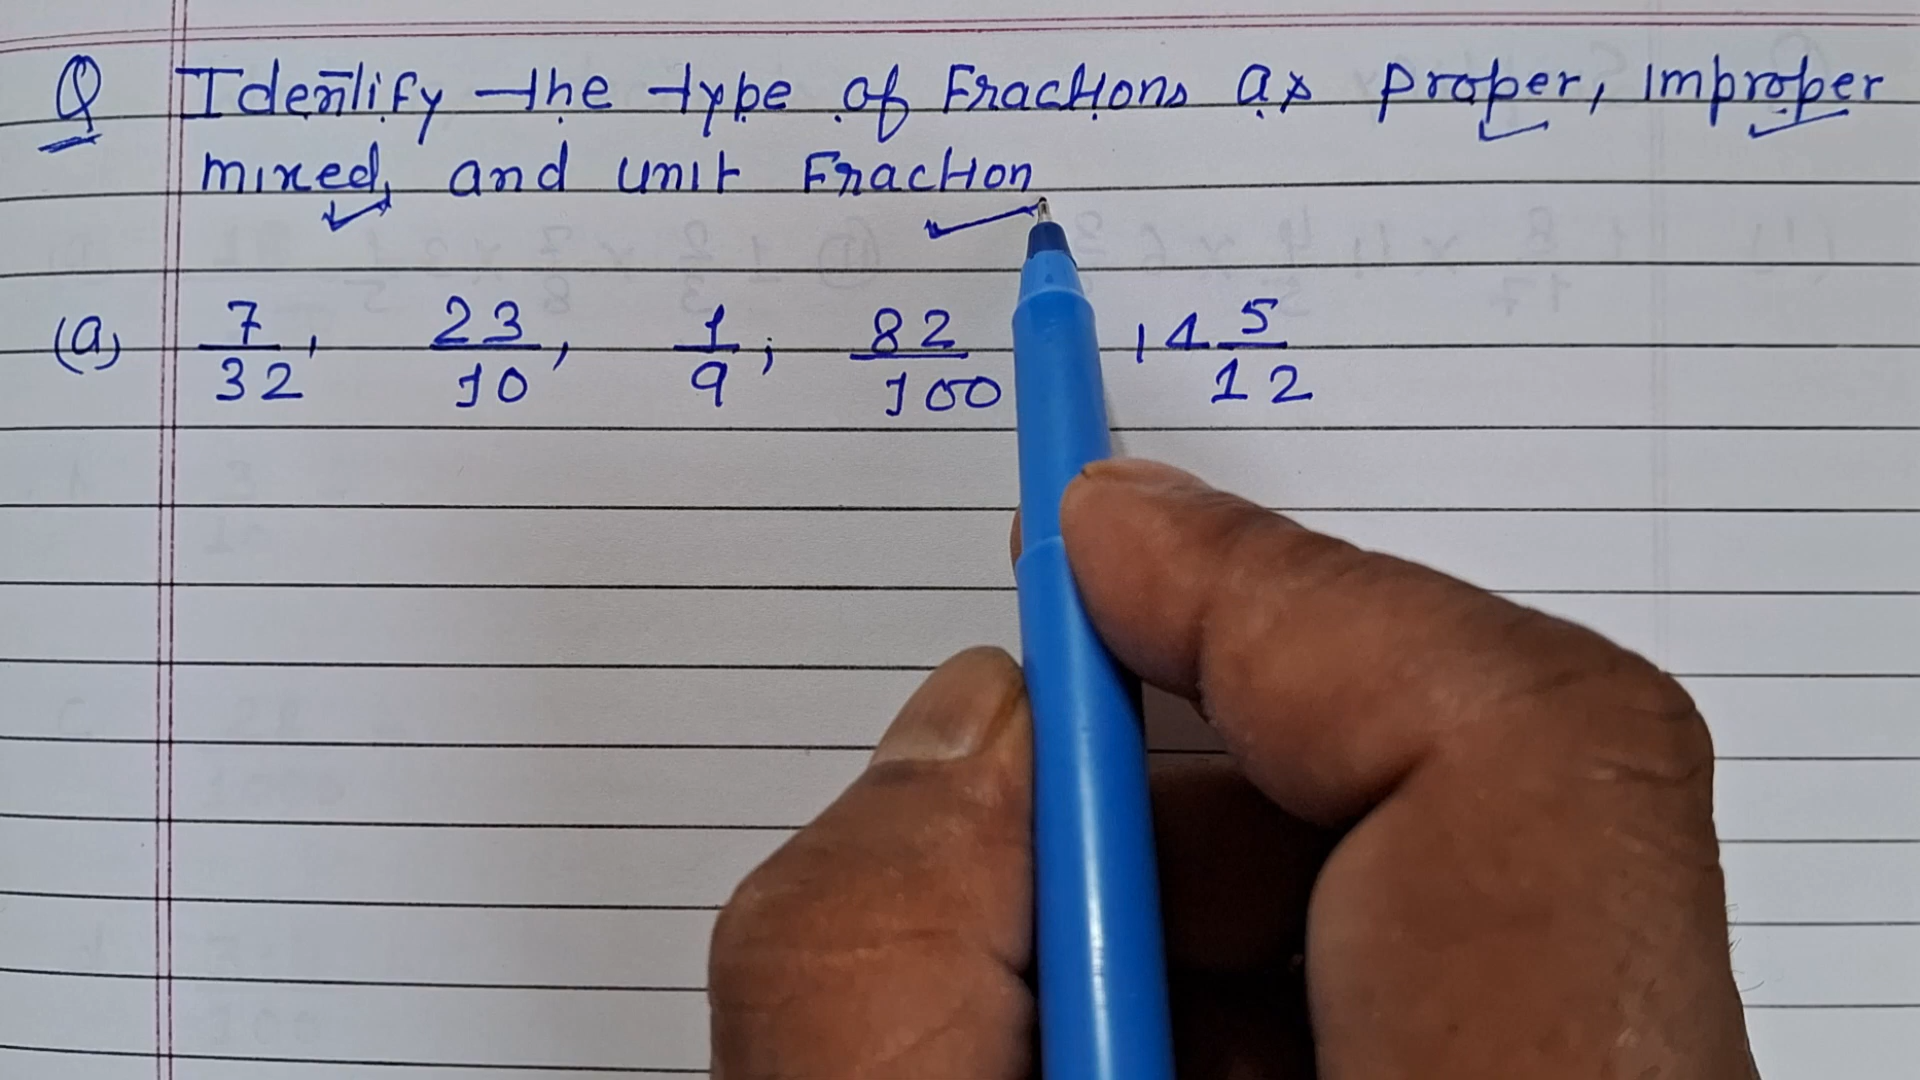 Q Identify the type of Fractions as Proper, Improper
mixed, and unit Fraction
(a) 7/32, 23/10, 1/9, 82/100 14 5/12